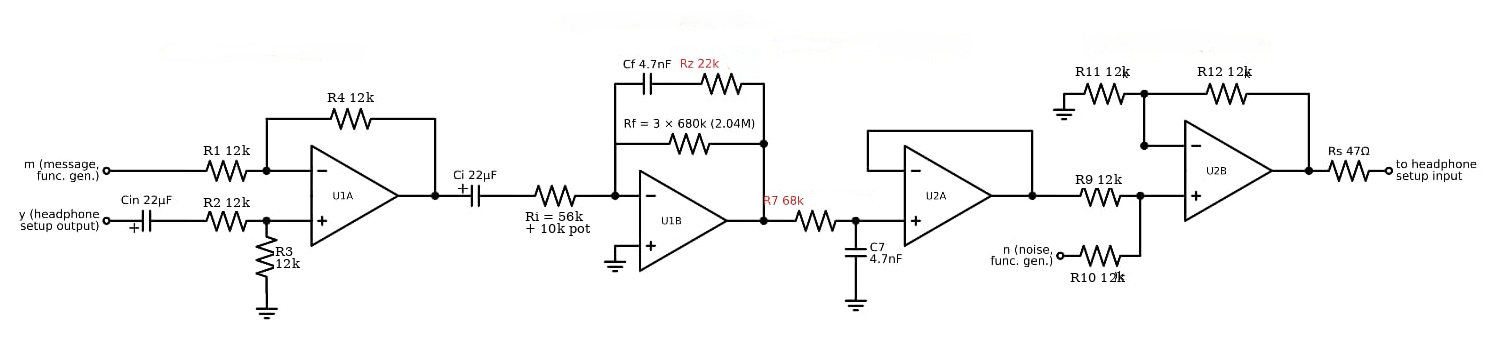 m (message,
func. gen.)
R1 12k
R4 12k
Cin 22µF
+
y (headphone
setup output)
R2 12k
R3
12k
−
+
U1A
Ci 22µF
+
Ri = 56k
+ 10k pot
Cf 4.7nF
Rz 22k
Rf = 3 × 680k (2.04M)
−
+
U1B
R7 68k
C7
4.7nF
−
+
U2A
R9 12k
n (noise,
func. gen.)
R10 12k
R11 12k
R12 12k
−
+
U2B
Rs 47Ω
to headphone
setup input